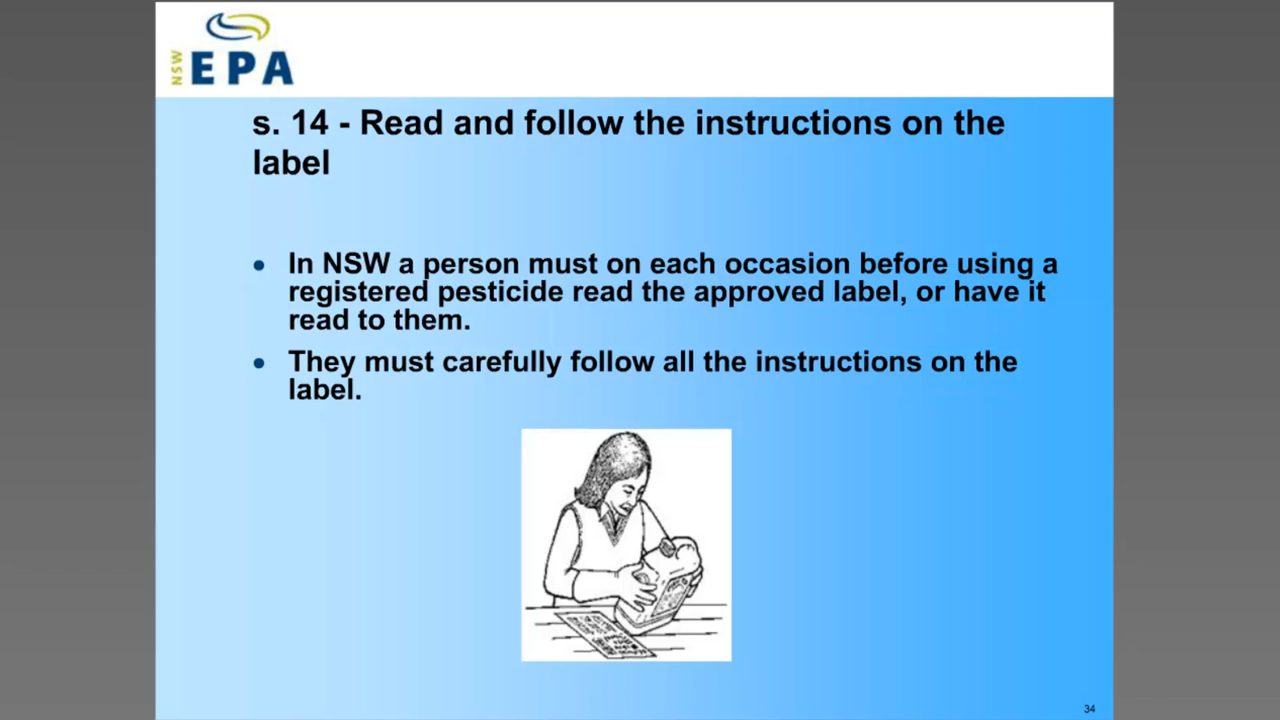 NSW
EPA
s. 14 - Read and follow the instructions on the
label
In NSW a person must on each occasion before using a
registered pesticide read the approved label, or have it
read to them.
They must carefully follow all the instructions on the
label.
34